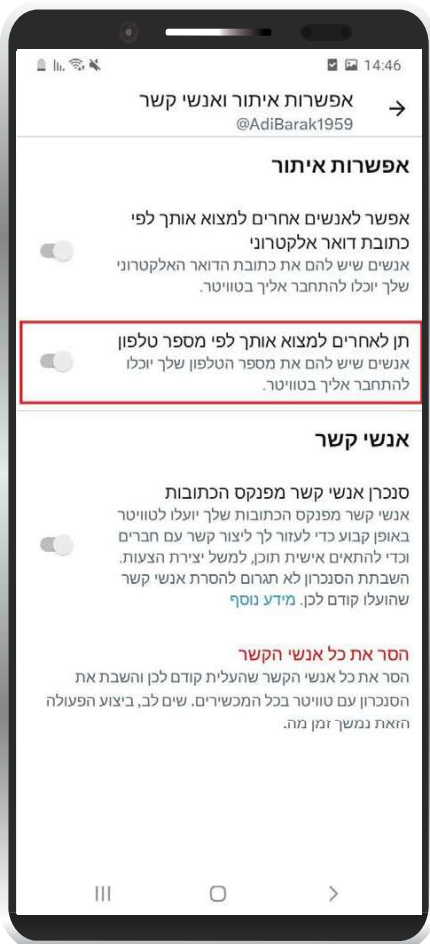 14:46
אפשרות איתור ואנשי קשר
@AdiBarak1959
אפשרות איתור
אפשר לאנשים אחרים למצוא אותך לפי
כתובת דואר אלקטרוני
אנשים שיש להם את כתובת הדואר האלקטרוני
שלך יוכלו להתחבר אליך בטוויטר.
תן לאחרים למצוא אותך לפי מספר טלפון
אנשים שיש להם את מספר הטלפון שלך יוכלו
להתחבר אליך בטוויטר.
אנשי קשר
סנכרן אנשי קשר מפנקס הכתובות
אנשי קשר מפנקס הכתובות שלך יועלו לטוויטר
באופן קבוע כדי לעזור לך ליצור קשר עם חברים
וכדי להתאים אישית תוכן, למשל יצירת הצעות.
השבתת הסנכרון לא תגרום להסרת אנשי קשר
שהועלו קודם לכן. מידע נוסף
הסר את כל אנשי הקשר
הסר את כל אנשי הקשר שהעלית קודם לכן והשבת את
הסנכרון עם טוויטר בכל המכשירים. שים לב, ביצוע הפעולה
הזאת נמשך זמן מה.